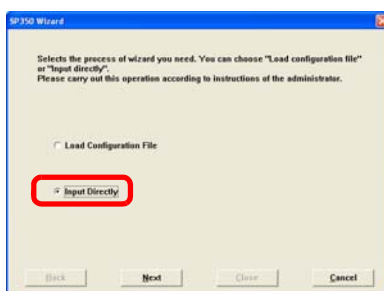 SP350 Wizard
Selects the process of wizard you need. You can choose "Load configuration file"
or "Input directly".
Please carry out this operation according to instructions of the administrator.
Load Configuration File
Input Directly
Back Next Close Cancel